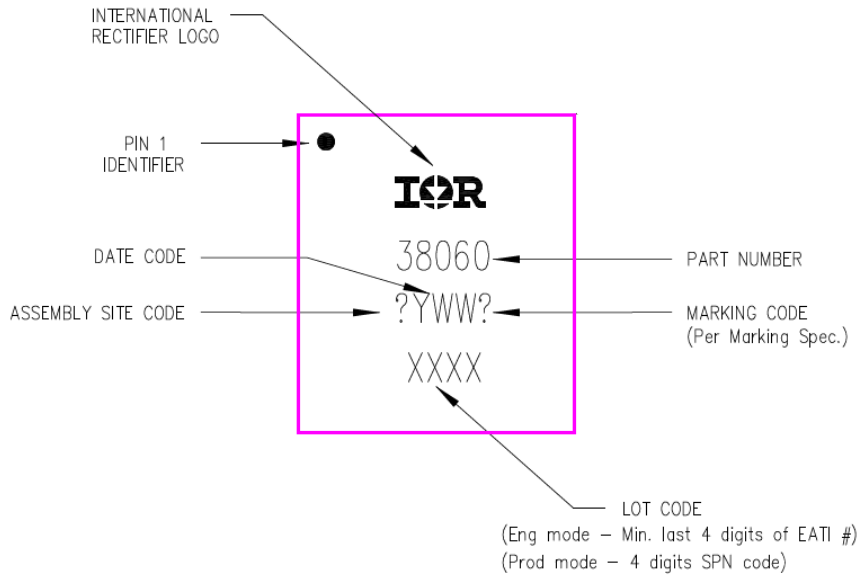 INTERNATIONAL
RECTIFIER LOGO
PIN 1
IDENTIFIER
IOR
DATE CODE
38060
PART NUMBER
ASSEMBLY SITE CODE
?YWW?
MARKING CODE
(Per Marking Spec.)
XXXX
LOT CODE
(Eng mode – Min. last 4 digits of EATI #)
(Prod mode – 4 digits SPN code)